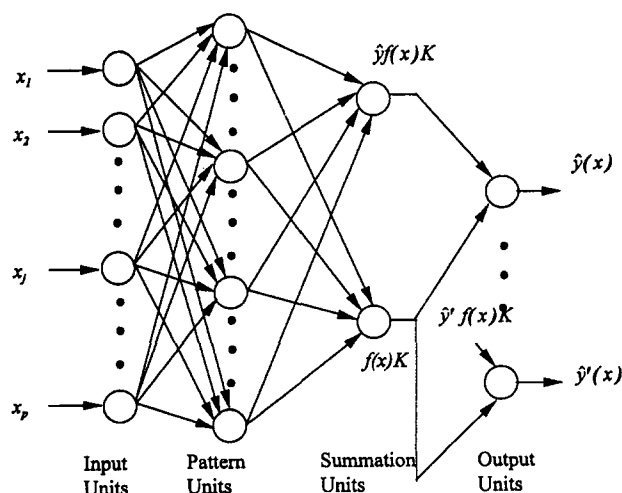 x₁
x₂
xⱼ
xₚ
ŷf(x)K
f(x)K
ŷ' f(x)K
ŷ(x)
ŷ'(x)
Input
Units
Pattern
Units
Summation
Units
Output
Units